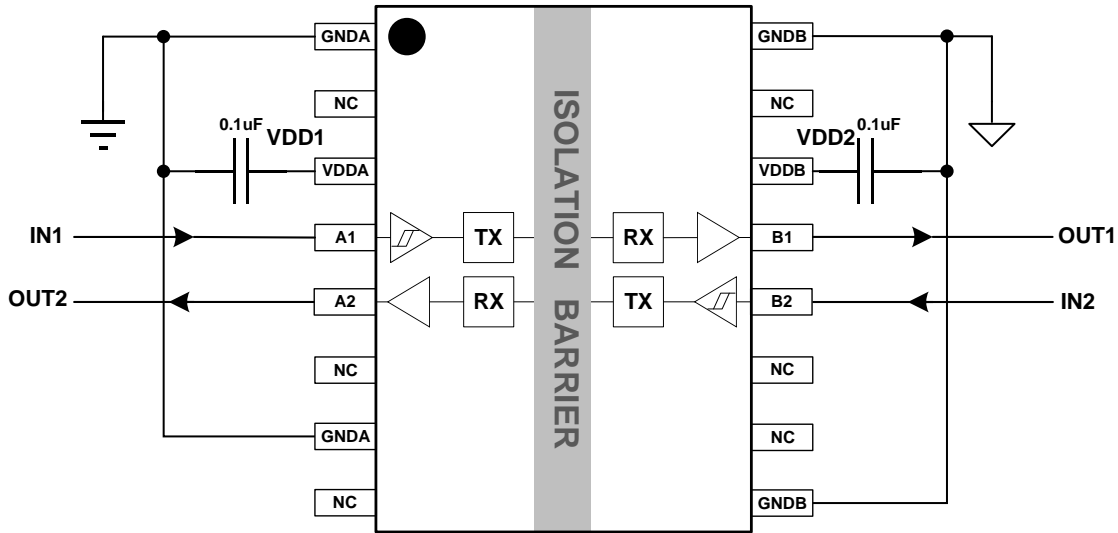 GNDA
GNDB
NC
NC
0.1uF
VDD1
VDD2
0.1uF
VDDA
VDDB
IN1
A1
TX
RX
B1
OUT1
OUT2
A2
RX
TX
B2
IN2
ISOLATION BARRIER
NC
NC
GNDA
NC
NC
GNDB